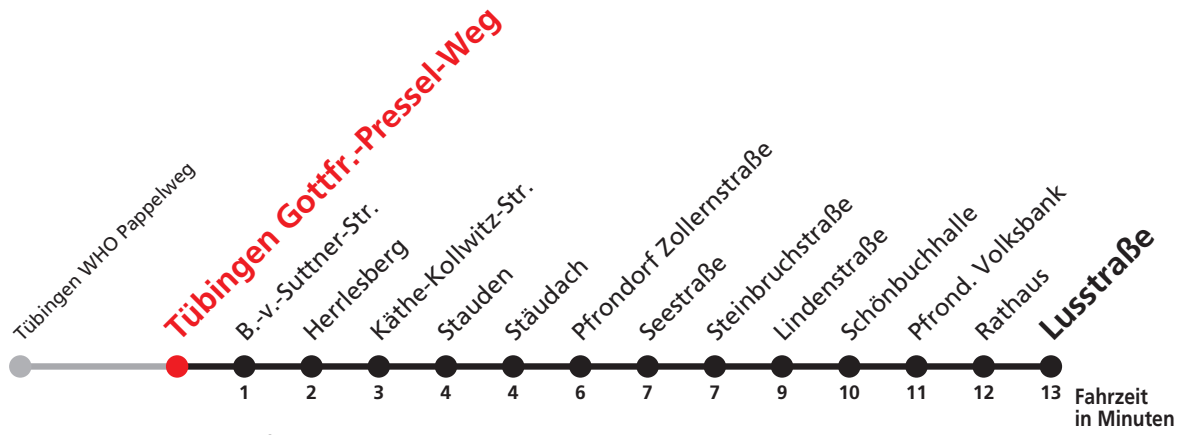 Tübingen WHO Pappelweg
Tübingen Gottfr.-Pressel-Weg
B.-v.-Suttner-Str.
Herrlesberg
Käthe-Kollwitz-Str.
Stauden
Stäudach
Pfrondorf Zollernstraße
Seestraße
Steinbruchstraße
Lindenstraße
Schönbuchhalle
Pfrond. Volksbank
Rathaus
Lusstraße
1 2 3 4 4 6 7 7 9 10 11 12 13
Fahrzeit
in Minuten